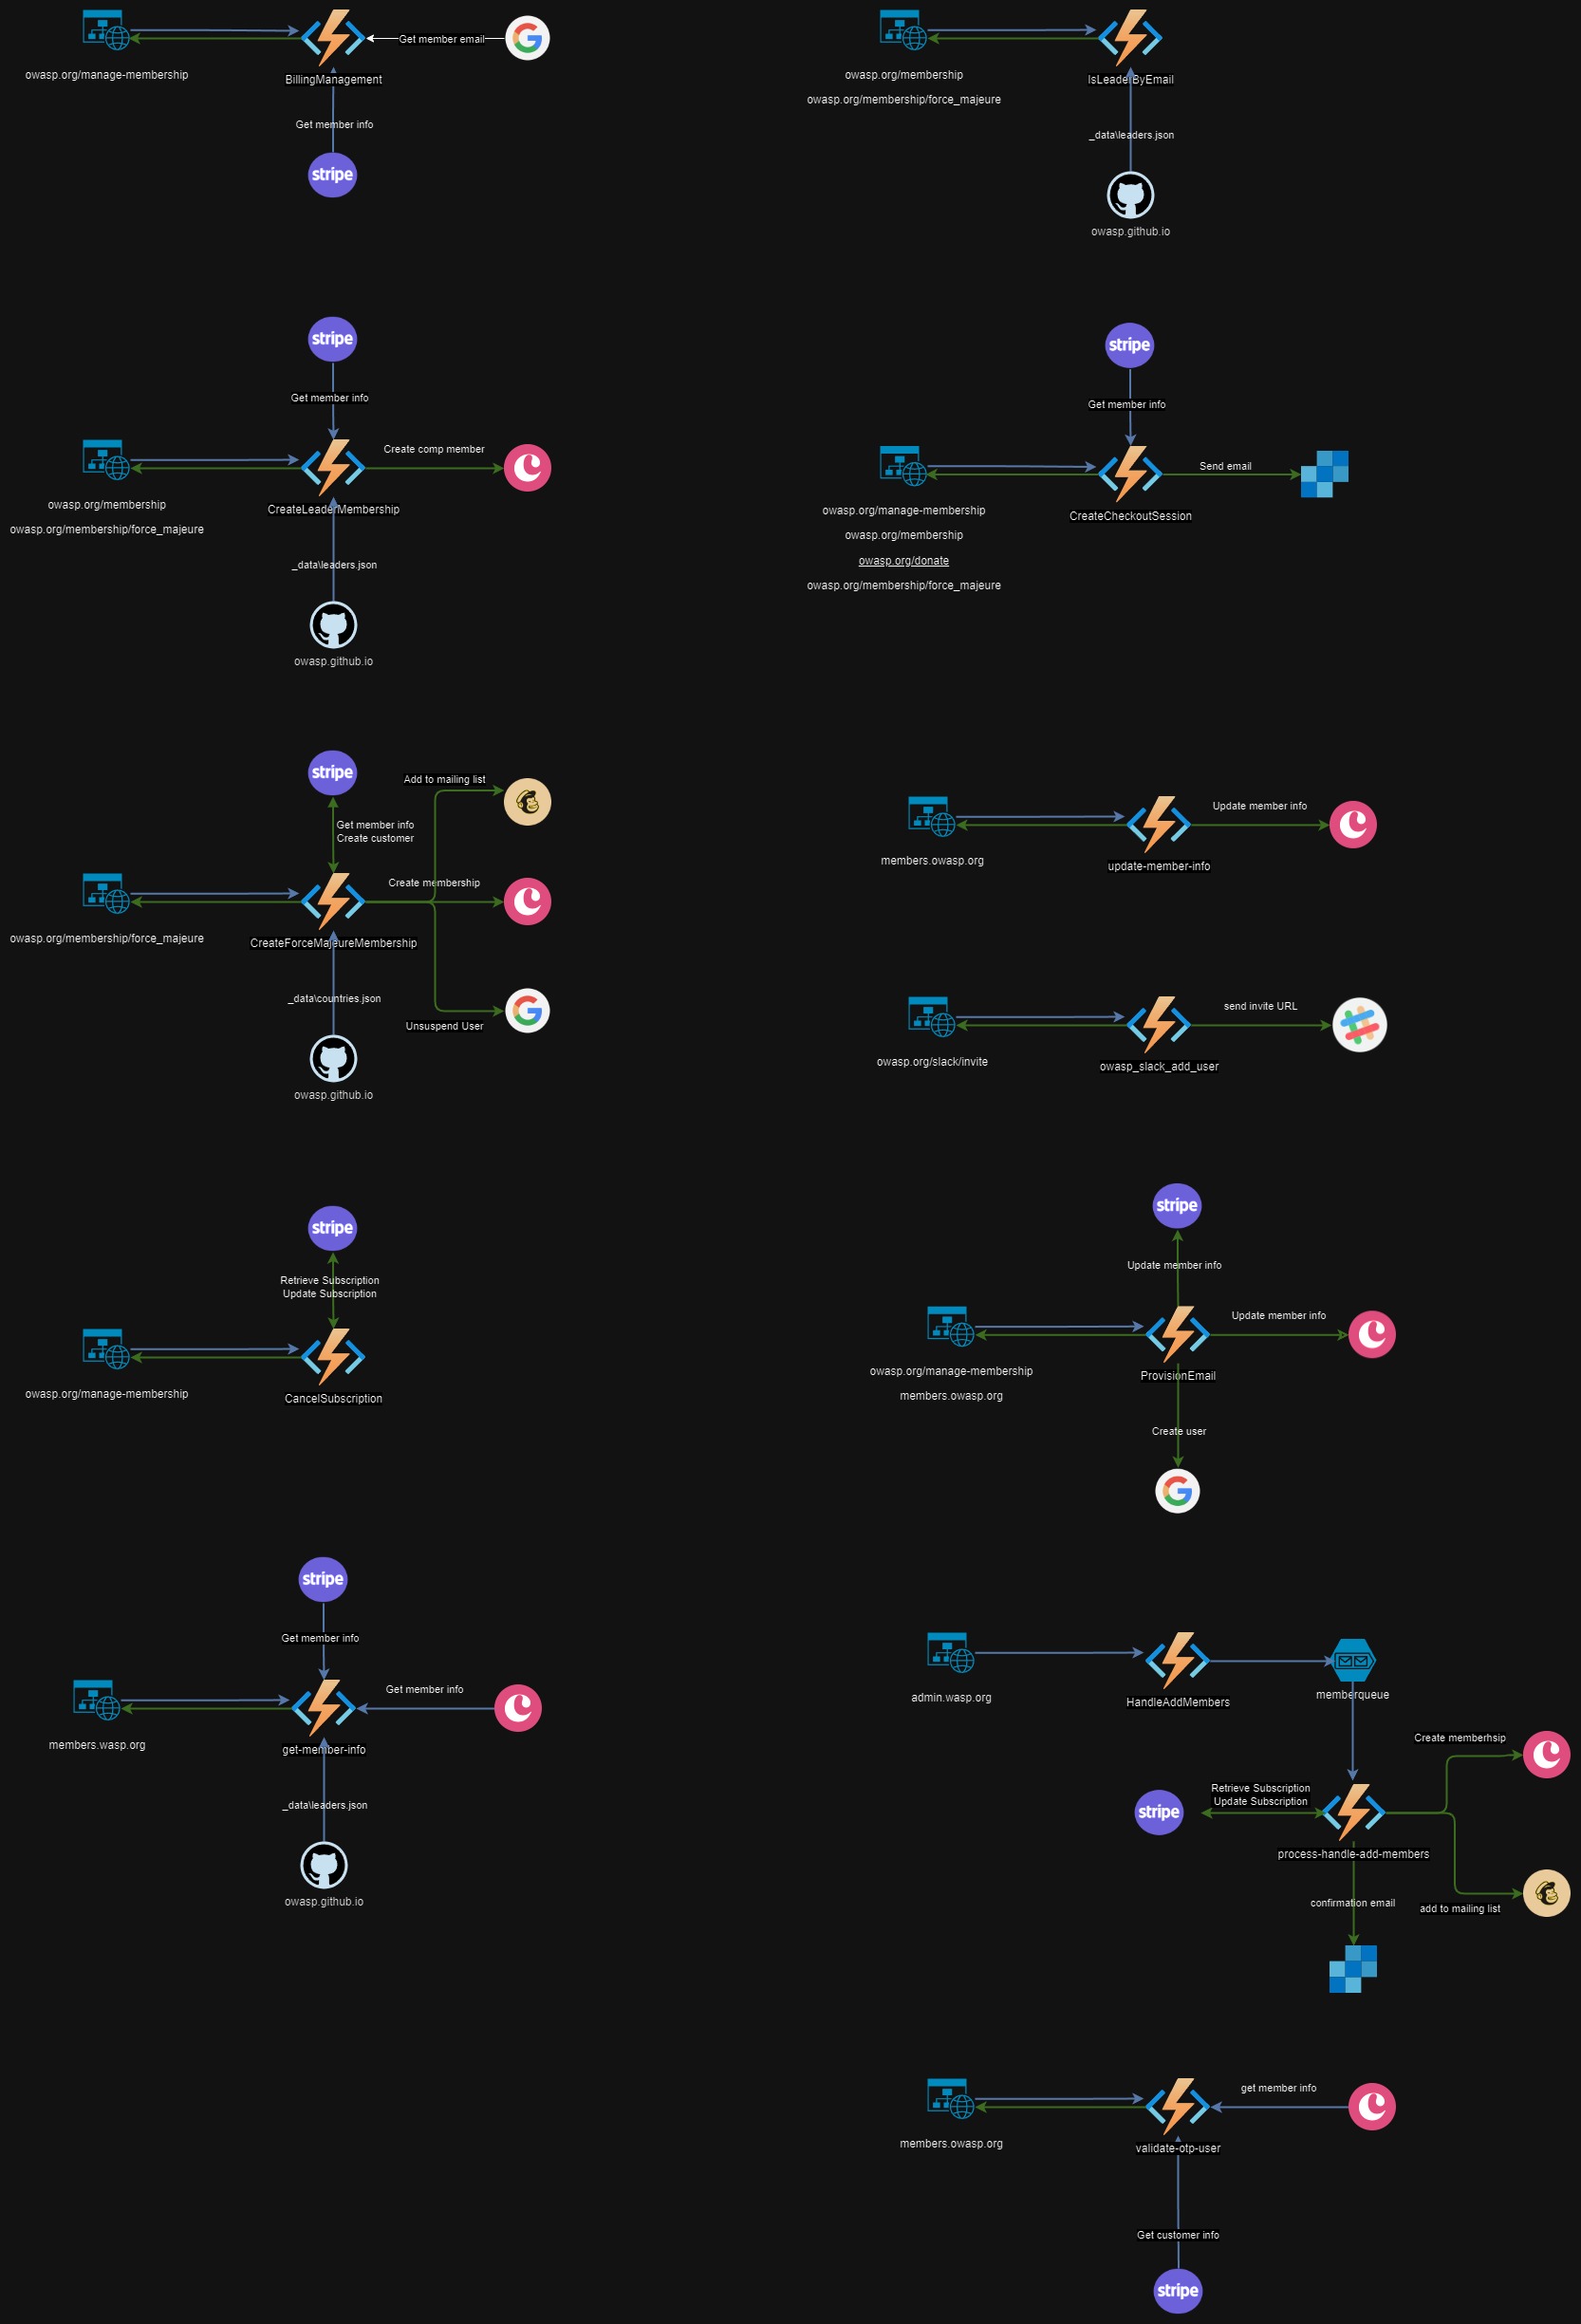 Get member email
owasp.org/manage-membership
BillingManagement
Get member info
stripe
owasp.org/membership
owasp.org/membership/force_majeure
IsLeaderByEmail
_data\leaders.json
owasp.github.io
stripe
Get member info
Create comp member
owasp.org/membership
owasp.org/membership/force_majeure
CreateLeaderMembership
_data\leaders.json
owasp.github.io
stripe
Get member info
Send email
owasp.org/manage-membership
owasp.org/membership
owasp.org/donate
owasp.org/membership/force_majeure
CreateCheckoutSession
stripe
Add to mailing list
Get member info
Create customer
Create membership
owasp.org/membership/force_majeure
CreateForceMajeureMembership
_data\countries.json
Unsuspend User
owasp.github.io
Update member info
members.owasp.org
update-member-info
send invite URL
owasp.org/slack/invite
owasp_slack_add_user
stripe
Retrieve Subscription
Update Subscription
owasp.org/manage-membership
CancelSubscription
stripe
Update member info
Update member info
owasp.org/manage-membership
members.owasp.org
ProvisionEmail
Create user
stripe
Get member info
Get member info
members.wasp.org
get-member-info
_data\leaders.json
owasp.github.io
admin.wasp.org
HandleAddMembers
memberqueue
Create memberhsip
Retrieve Subscription
Update Subscription
stripe
process-handle-add-members
confirmation email
add to mailing list
get member info
members.owasp.org
validate-otp-user
Get customer info
stripe